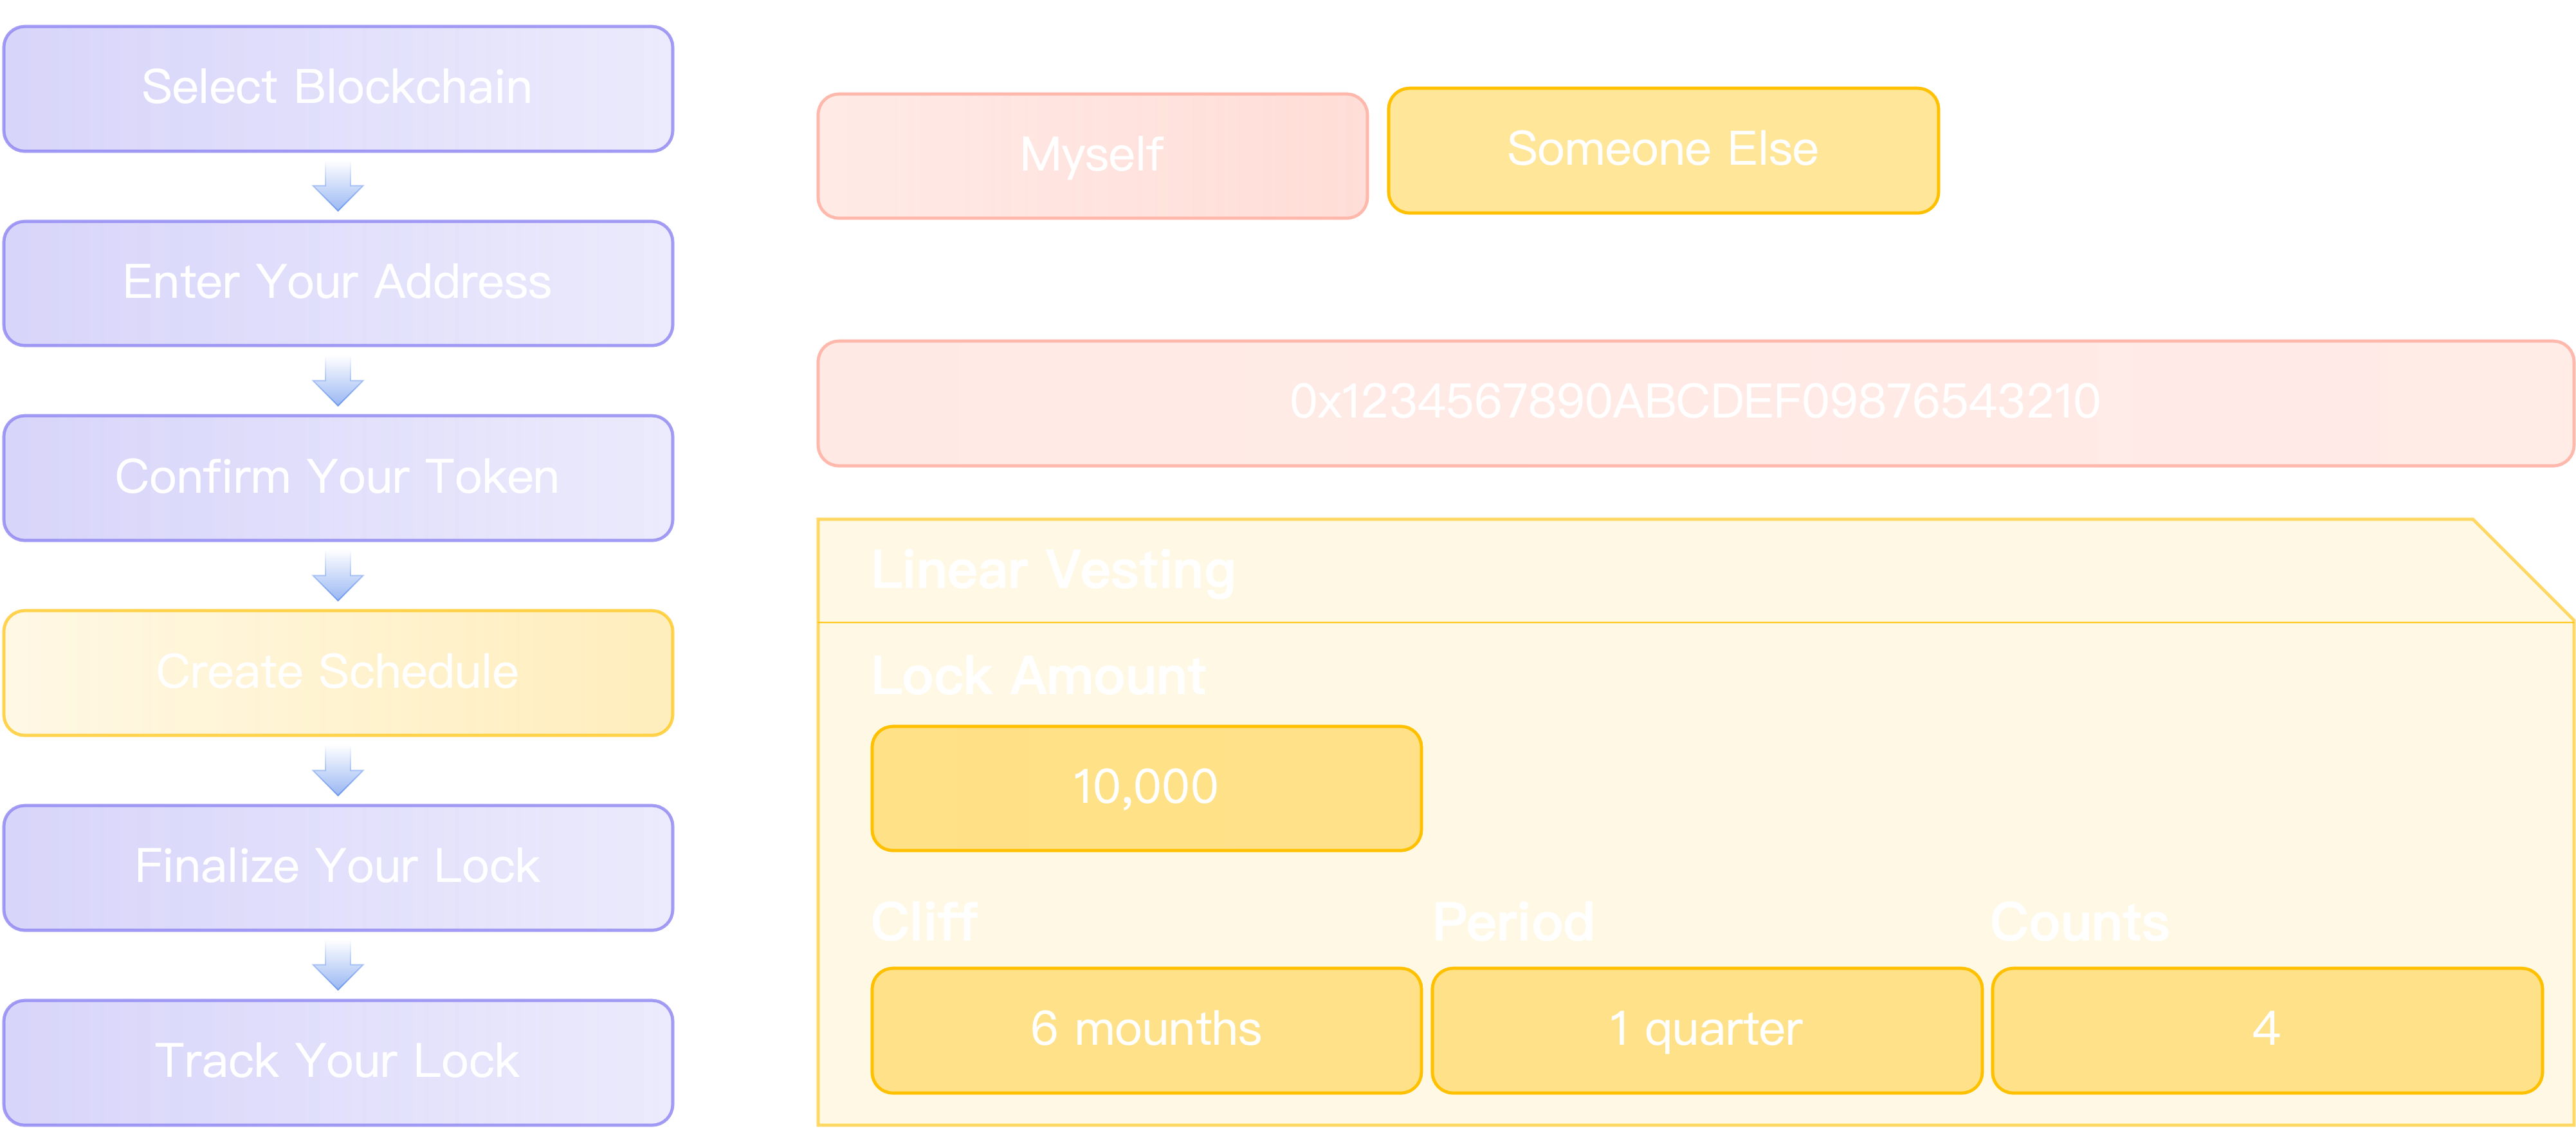 Select Blockchain
Enter Your Address
Confirm Your Token
Create Schedule
Finalize Your Lock
Track Your Lock
Myself
Someone Else
0x1234567890ABCDEF09876543210
Linear Vesting
Lock Amount
10,000
Cliff Period Counts
6 mounths 1 quarter 4